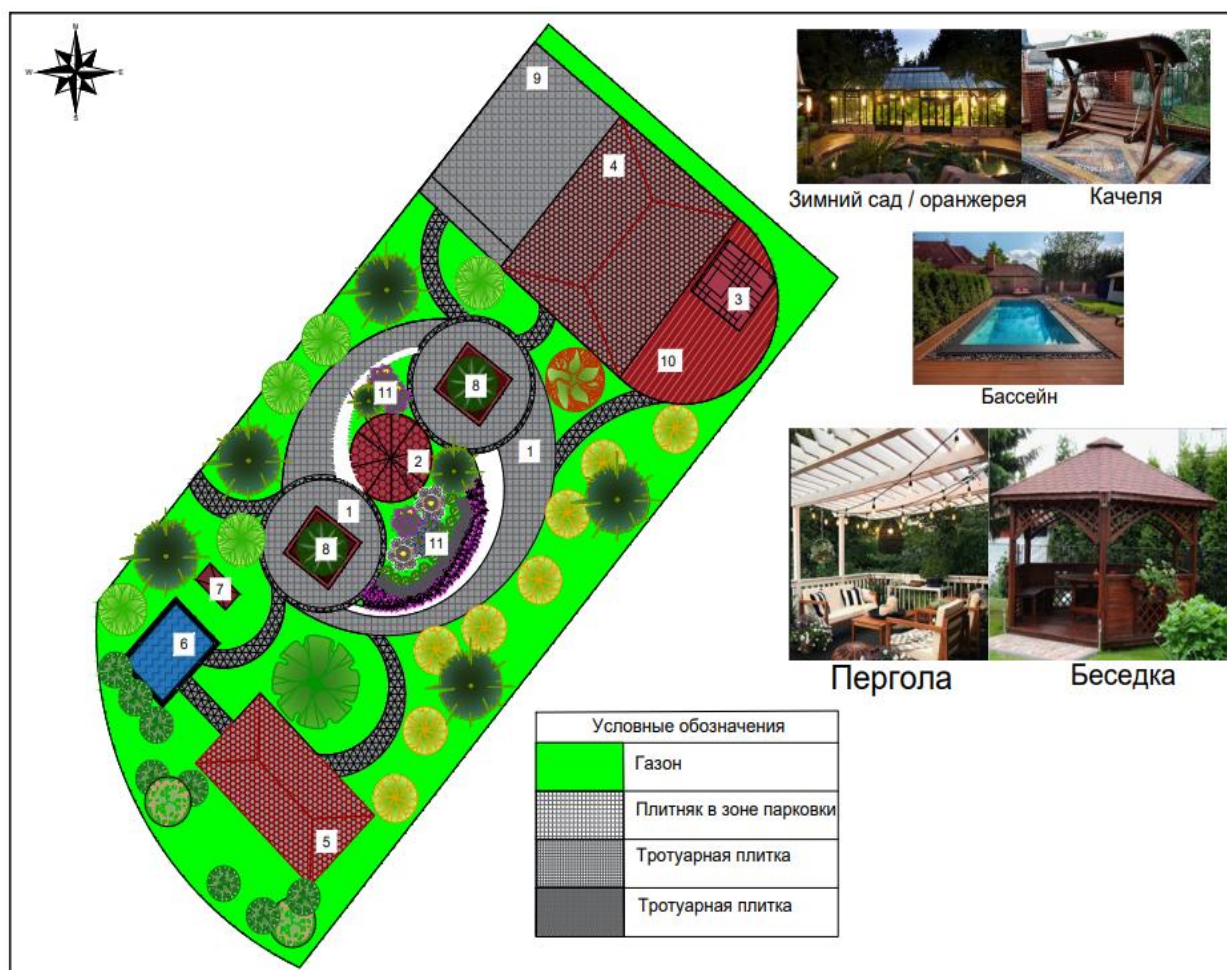 N
W
E
S
9
4
3
10
8
11
1
2
1
8
11
7
6
5
Зимний сад / оранжерея
Качеля
Бассейн
Пергола
Беседка
Условные обозначения
Газон
Плитняк в зоне парковки
Тротуарная плитка
Тротуарная плитка